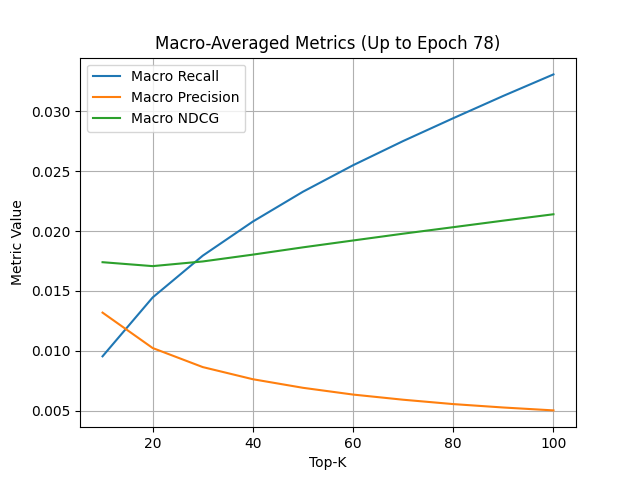 Macro-Averaged Metrics (Up to Epoch 78)
Macro Recall
Macro Precision
Macro NDCG
Metric Value
0.030
0.025
0.020
0.015
0.010
0.005
20
40
60
80
100
Top-K